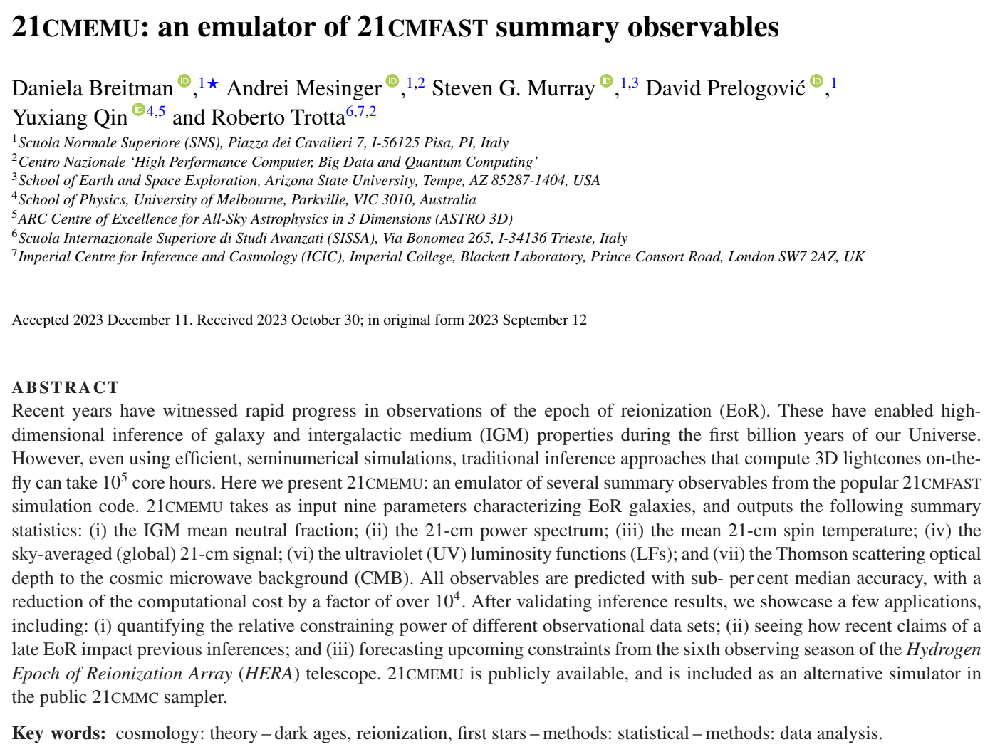 21CMEMU: an emulator of 21CMFAST summary observables
Daniela Breitman iD,1★ Andrei Mesinger iD,1,2 Steven G. Murray iD,1,3 David Prelogović iD,1
Yuxiang Qin iD4,5 and Roberto Trotta6,7,2
1Scuola Normale Superiore (SNS), Piazza dei Cavalieri 7, I-56125 Pisa, PI, Italy
2Centro Nazionale ‘High Performance Computer, Big Data and Quantum Computing’
3School of Earth and Space Exploration, Arizona State University, Tempe, AZ 85287-1404, USA
4School of Physics, University of Melbourne, Parkville, VIC 3010, Australia
5ARC Centre of Excellence for All-Sky Astrophysics in 3 Dimensions (ASTRO 3D)
6Scuola Internazionale Superiore di Studi Avanzati (SISSA), Via Bonomea 265, I-34136 Trieste, Italy
7Imperial Centre for Inference and Cosmology (ICIC), Imperial College, Blackett Laboratory, Prince Consort Road, London SW7 2AZ, UK
Accepted 2023 December 11. Received 2023 October 30; in original form 2023 September 12
ABSTRACT
Recent years have witnessed rapid progress in observations of the epoch of reionization (EoR). These have enabled high-
dimensional inference of galaxy and intergalactic medium (IGM) properties during the first billion years of our Universe.
However, even using efficient, seminumerical simulations, traditional inference approaches that compute 3D lightcones on-the-
fly can take 10^5 core hours. Here we present 21CMEMU: an emulator of several summary observables from the popular 21CMFAST
simulation code. 21CMEMU takes as input nine parameters characterizing EoR galaxies, and outputs the following summary
statistics: (i) the IGM mean neutral fraction; (ii) the 21-cm power spectrum; (iii) the mean 21-cm spin temperature; (iv) the
sky-averaged (global) 21-cm signal; (vi) the ultraviolet (UV) luminosity functions (LFs); and (vii) the Thomson scattering optical
depth to the cosmic microwave background (CMB). All observables are predicted with sub- per cent median accuracy, with a
reduction of the computational cost by a factor of over 10^4. After validating inference results, we showcase a few applications,
including: (i) quantifying the relative constraining power of different observational data sets; (ii) seeing how recent claims of a
late EoR impact previous inferences; and (iii) forecasting upcoming constraints from the sixth observing season of the Hydrogen
Epoch of Reionization Array (HERA) telescope. 21CMEMU is publicly available, and is included as an alternative simulator in
the public 21CMMC sampler.
Key words: cosmology: theory – dark ages, reionization, first stars – methods: statistical – methods: data analysis.